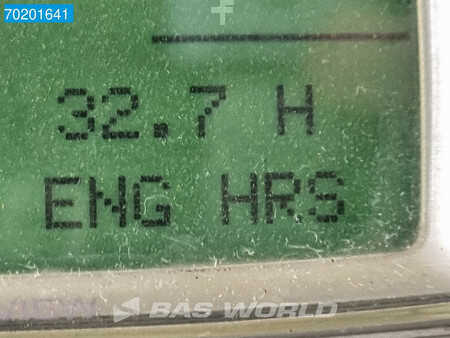 70201641
32.7 H
ENG HRS
BAS WORLD